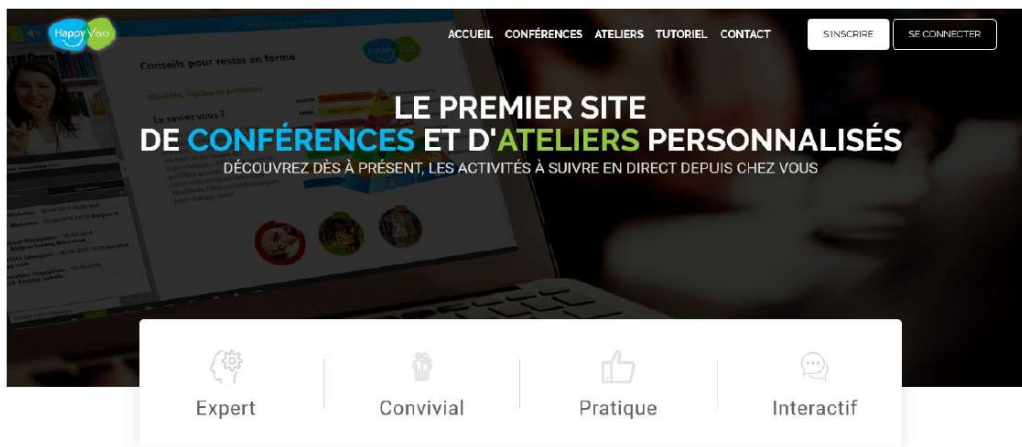 Happy Visio
ACCUEIL CONFÉRENCES ATELIERS TUTORIEL CONTACT
S'INSCRIRE
SE CONNECTER
Conseils pour rester en forme
Le saviez vous ?
LE PREMIER SITE
DE CONFÉRENCES ET D'ATELIERS PERSONNALISÉS
DÉCOUVREZ DÈS À PRÉSENT, LES ACTIVITÉS À SUIVRE EN DIRECT DEPUIS CHEZ VOUS
Expert
Convivial
Pratique
Interactif